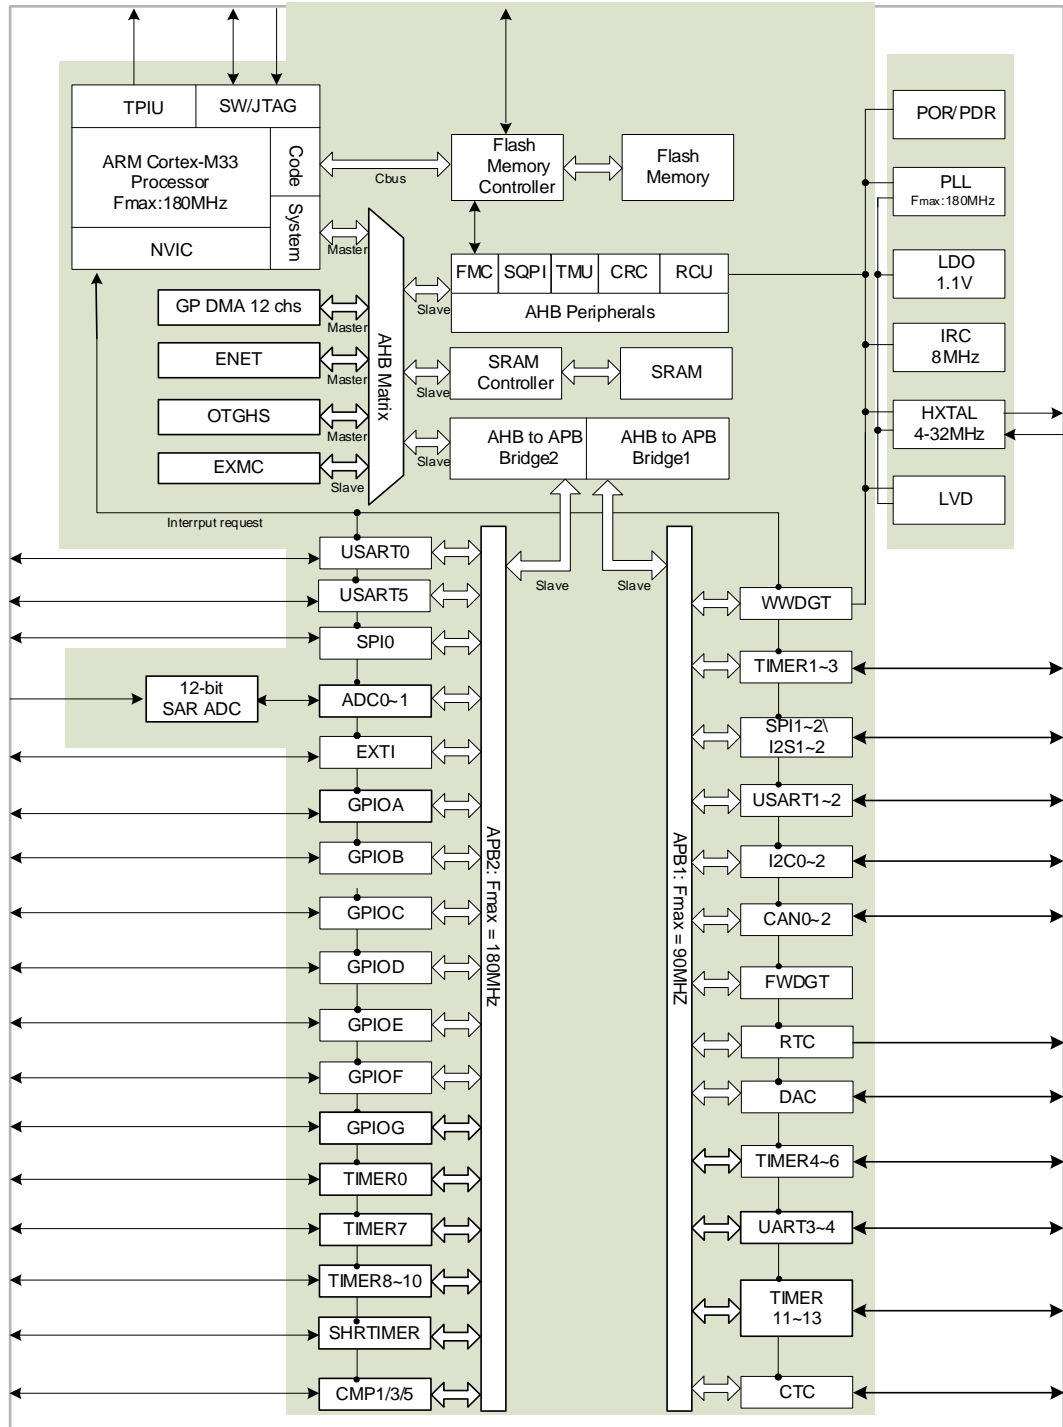 TPIU
SW/JTAG
ARM Cortex-M33
Processor
Fmax:180MHz
Code
System
NVIC
Cbus
Flash
Memory
Controller
Flash
Memory
POR/PDR
PLL
Fmax:180MHz
LDO
1.1V
IRC
8MHz
HXTAL
4-32MHz
LVD
Master
GP DMA 12 chs
Master
ENET
Master
OTGHS
Master
EXMC
Slave
AHB Matrix
Slave
FMC
SQPI
TMU
CRC
RCU
AHB Peripherals
Slave
SRAM
Controller
SRAM
Slave
AHB to APB
Bridge2
AHB to APB
Bridge1
Interrput request
Slave
Slave
USART0
USART5
SPI0
12-bit
SAR ADC
ADC0~1
EXTI
GPIOA
GPIOB
GPIOC
GPIOD
GPIOE
GPIOF
GPIOG
TIMER0
TIMER7
TIMER8~10
SHRTIMER
CMP1/3/5
APB2: Fmax = 180MHz
APB1: Fmax = 90MHZ
WWDGT
TIMER1~3
SPI1~2\
I2S1~2
USART1~2
I2C0~2
CAN0~2
FWDGT
RTC
DAC
TIMER4~6
UART3~4
TIMER
11~13
CTC